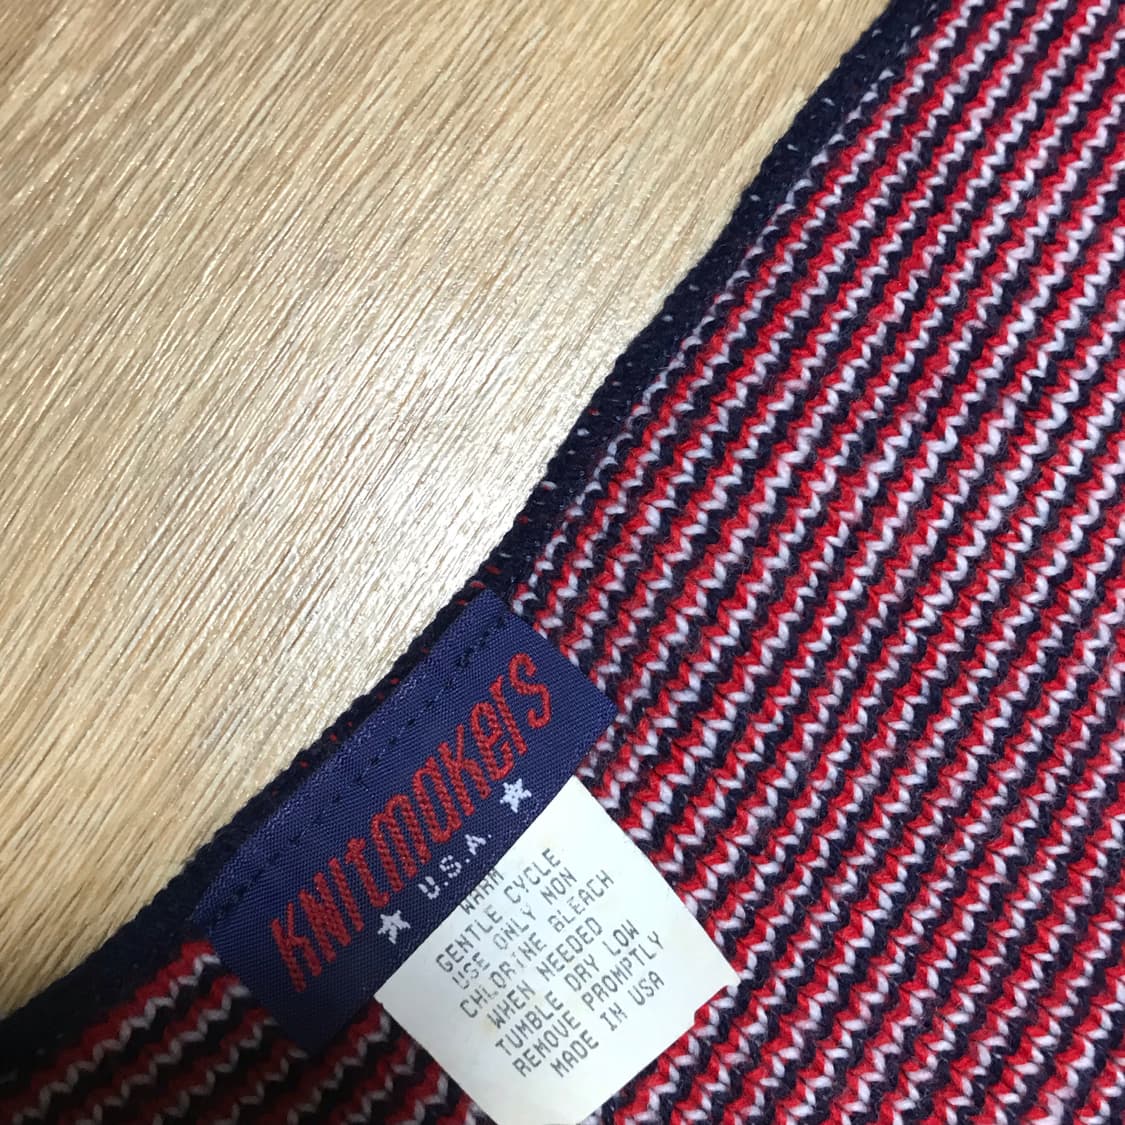 KNItmakers
U.S.A.
WARM
GENTLE CYCLE
USE ONLY NON
CHLORINE BLEACH
WHEN NEEDED
TUMBLE DRY LOW
REMOVE PROMPTLY
MADE IN USA